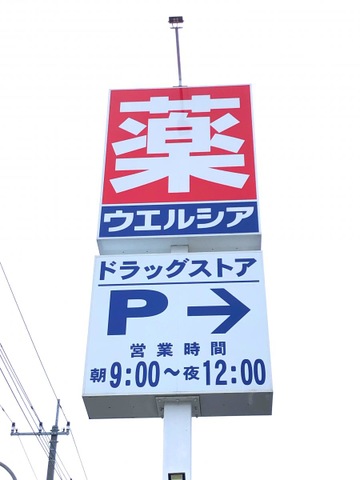 薬
ウエルシア
ドラッグストア
P→
営業時間
朝9:00～夜12:00